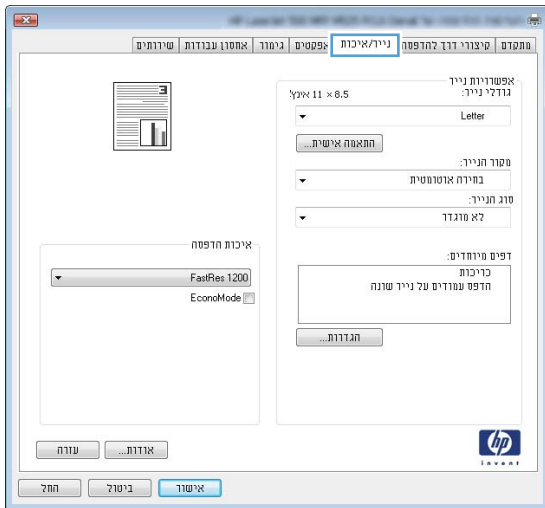 מתקדם
קיצורי דרך להדפסה
נייר/איכות
אפקטים
גימור
אחסון עבודות
שירותים
אפשרויות נייר
גודלי נייר:
8.5 × 11 אינץ'
Letter
התאמה אישית...
מקור הנייר:
בחירה אוטומטית
סוג הנייר:
לא מוגדר
דפים מיוחדים:
כריכות
הדפס עמודים על נייר שונה
הגדרות...
איכות הדפסה
FastRes 1200
EconoMode
hp
invent
אודות...
עזרה
אישור
ביטול
החל